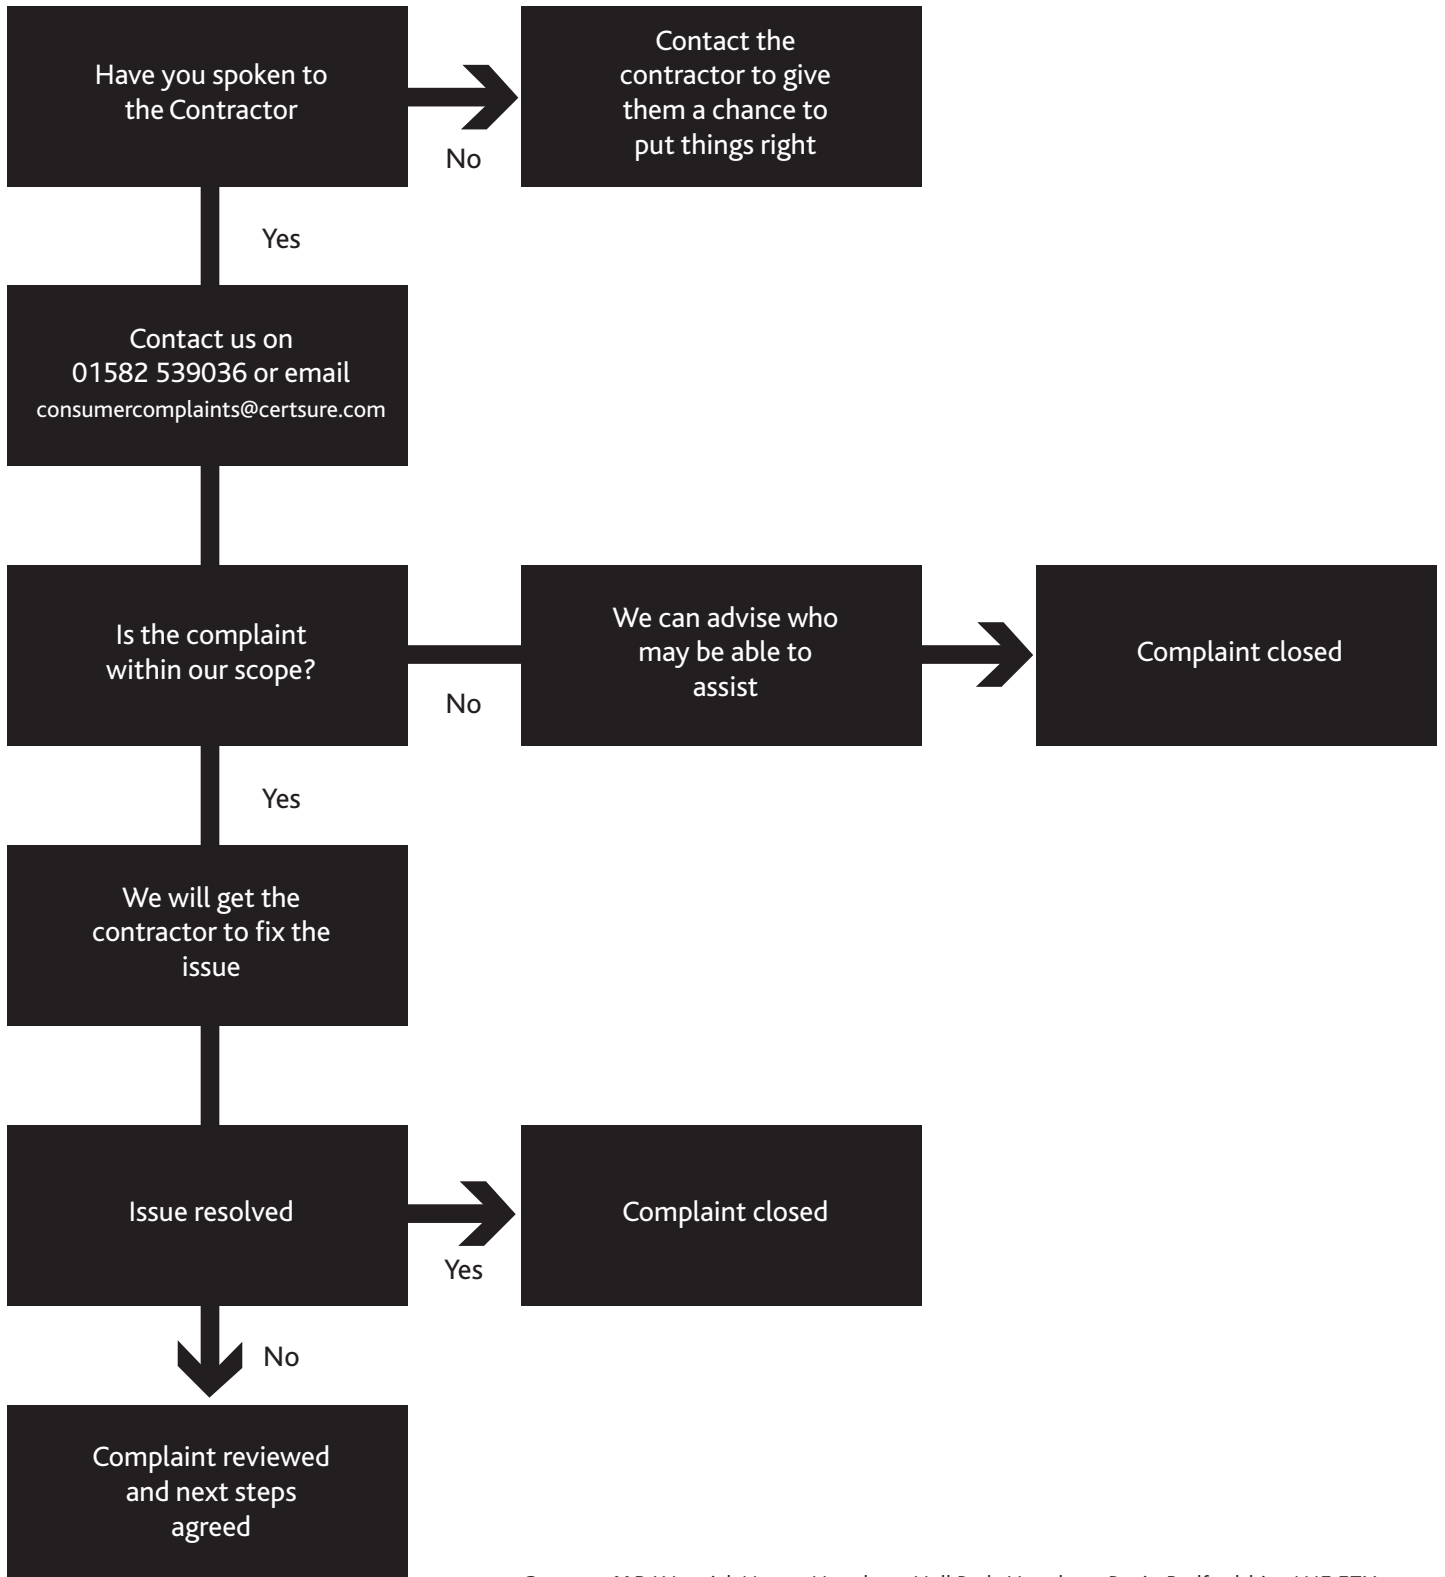 Have you spoken to
the Contractor
No
Contact the
contractor to give
them a chance to
put things right
Yes
Contact us on
01582 539036 or email
consumercomplaints@certsure.com
Is the complaint
within our scope?
No
We can advise who
may be able to
assist
Complaint closed
Yes
We will get the
contractor to fix the
issue
Issue resolved
Yes
Complaint closed
No
Complaint reviewed
and next steps
agreed